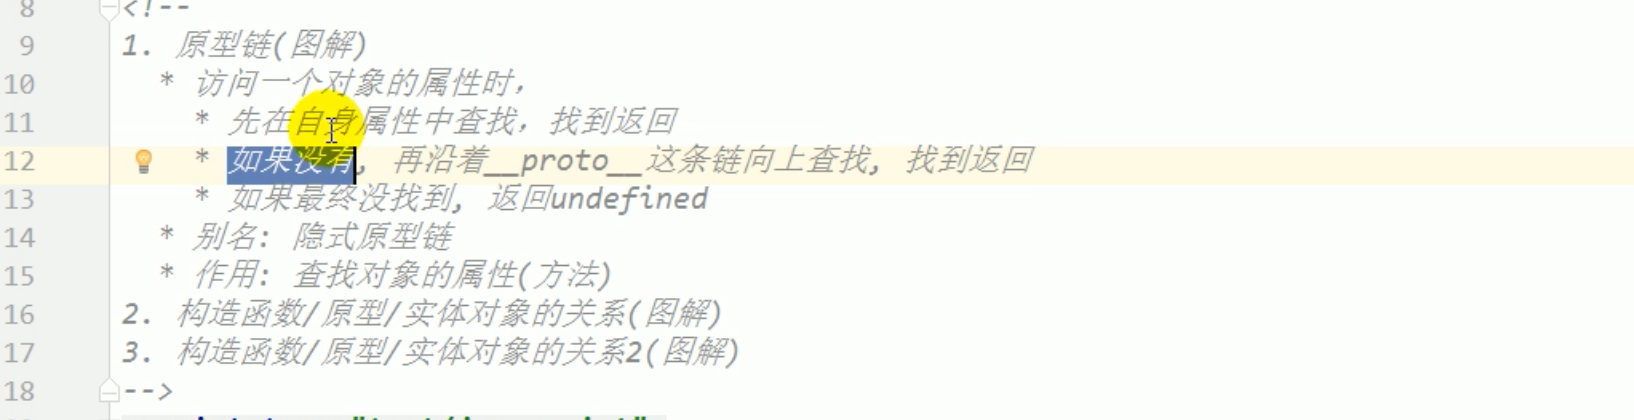 8 <!--
9 1. 原型链(图解)
10 * 访问一个对象的属性时,
11 * 先在自身属性中查找，找到返回
12 * 如果没有, 再沿着__proto__这条链向上查找, 找到返回
13 * 如果最终没找到, 返回undefined
14 * 别名: 隐式原型链
15 * 作用: 查找对象的属性(方法)
16 2. 构造函数/原型/实体对象的关系(图解)
17 3. 构造函数/原型/实体对象的关系2(图解)
18 -->